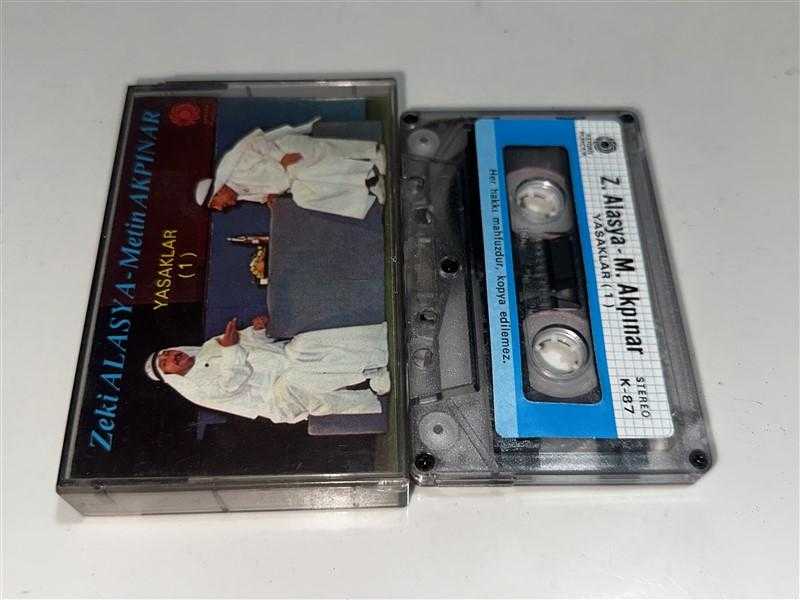 Zeki ALASYA - Metin AKPINAR
YASAKLAR
(1)
Z. Alasya - M. Akpınar
YASAKLAR (1)
STEREO
K-87
Her hakkı mahfuzdur, kopya edilemez.